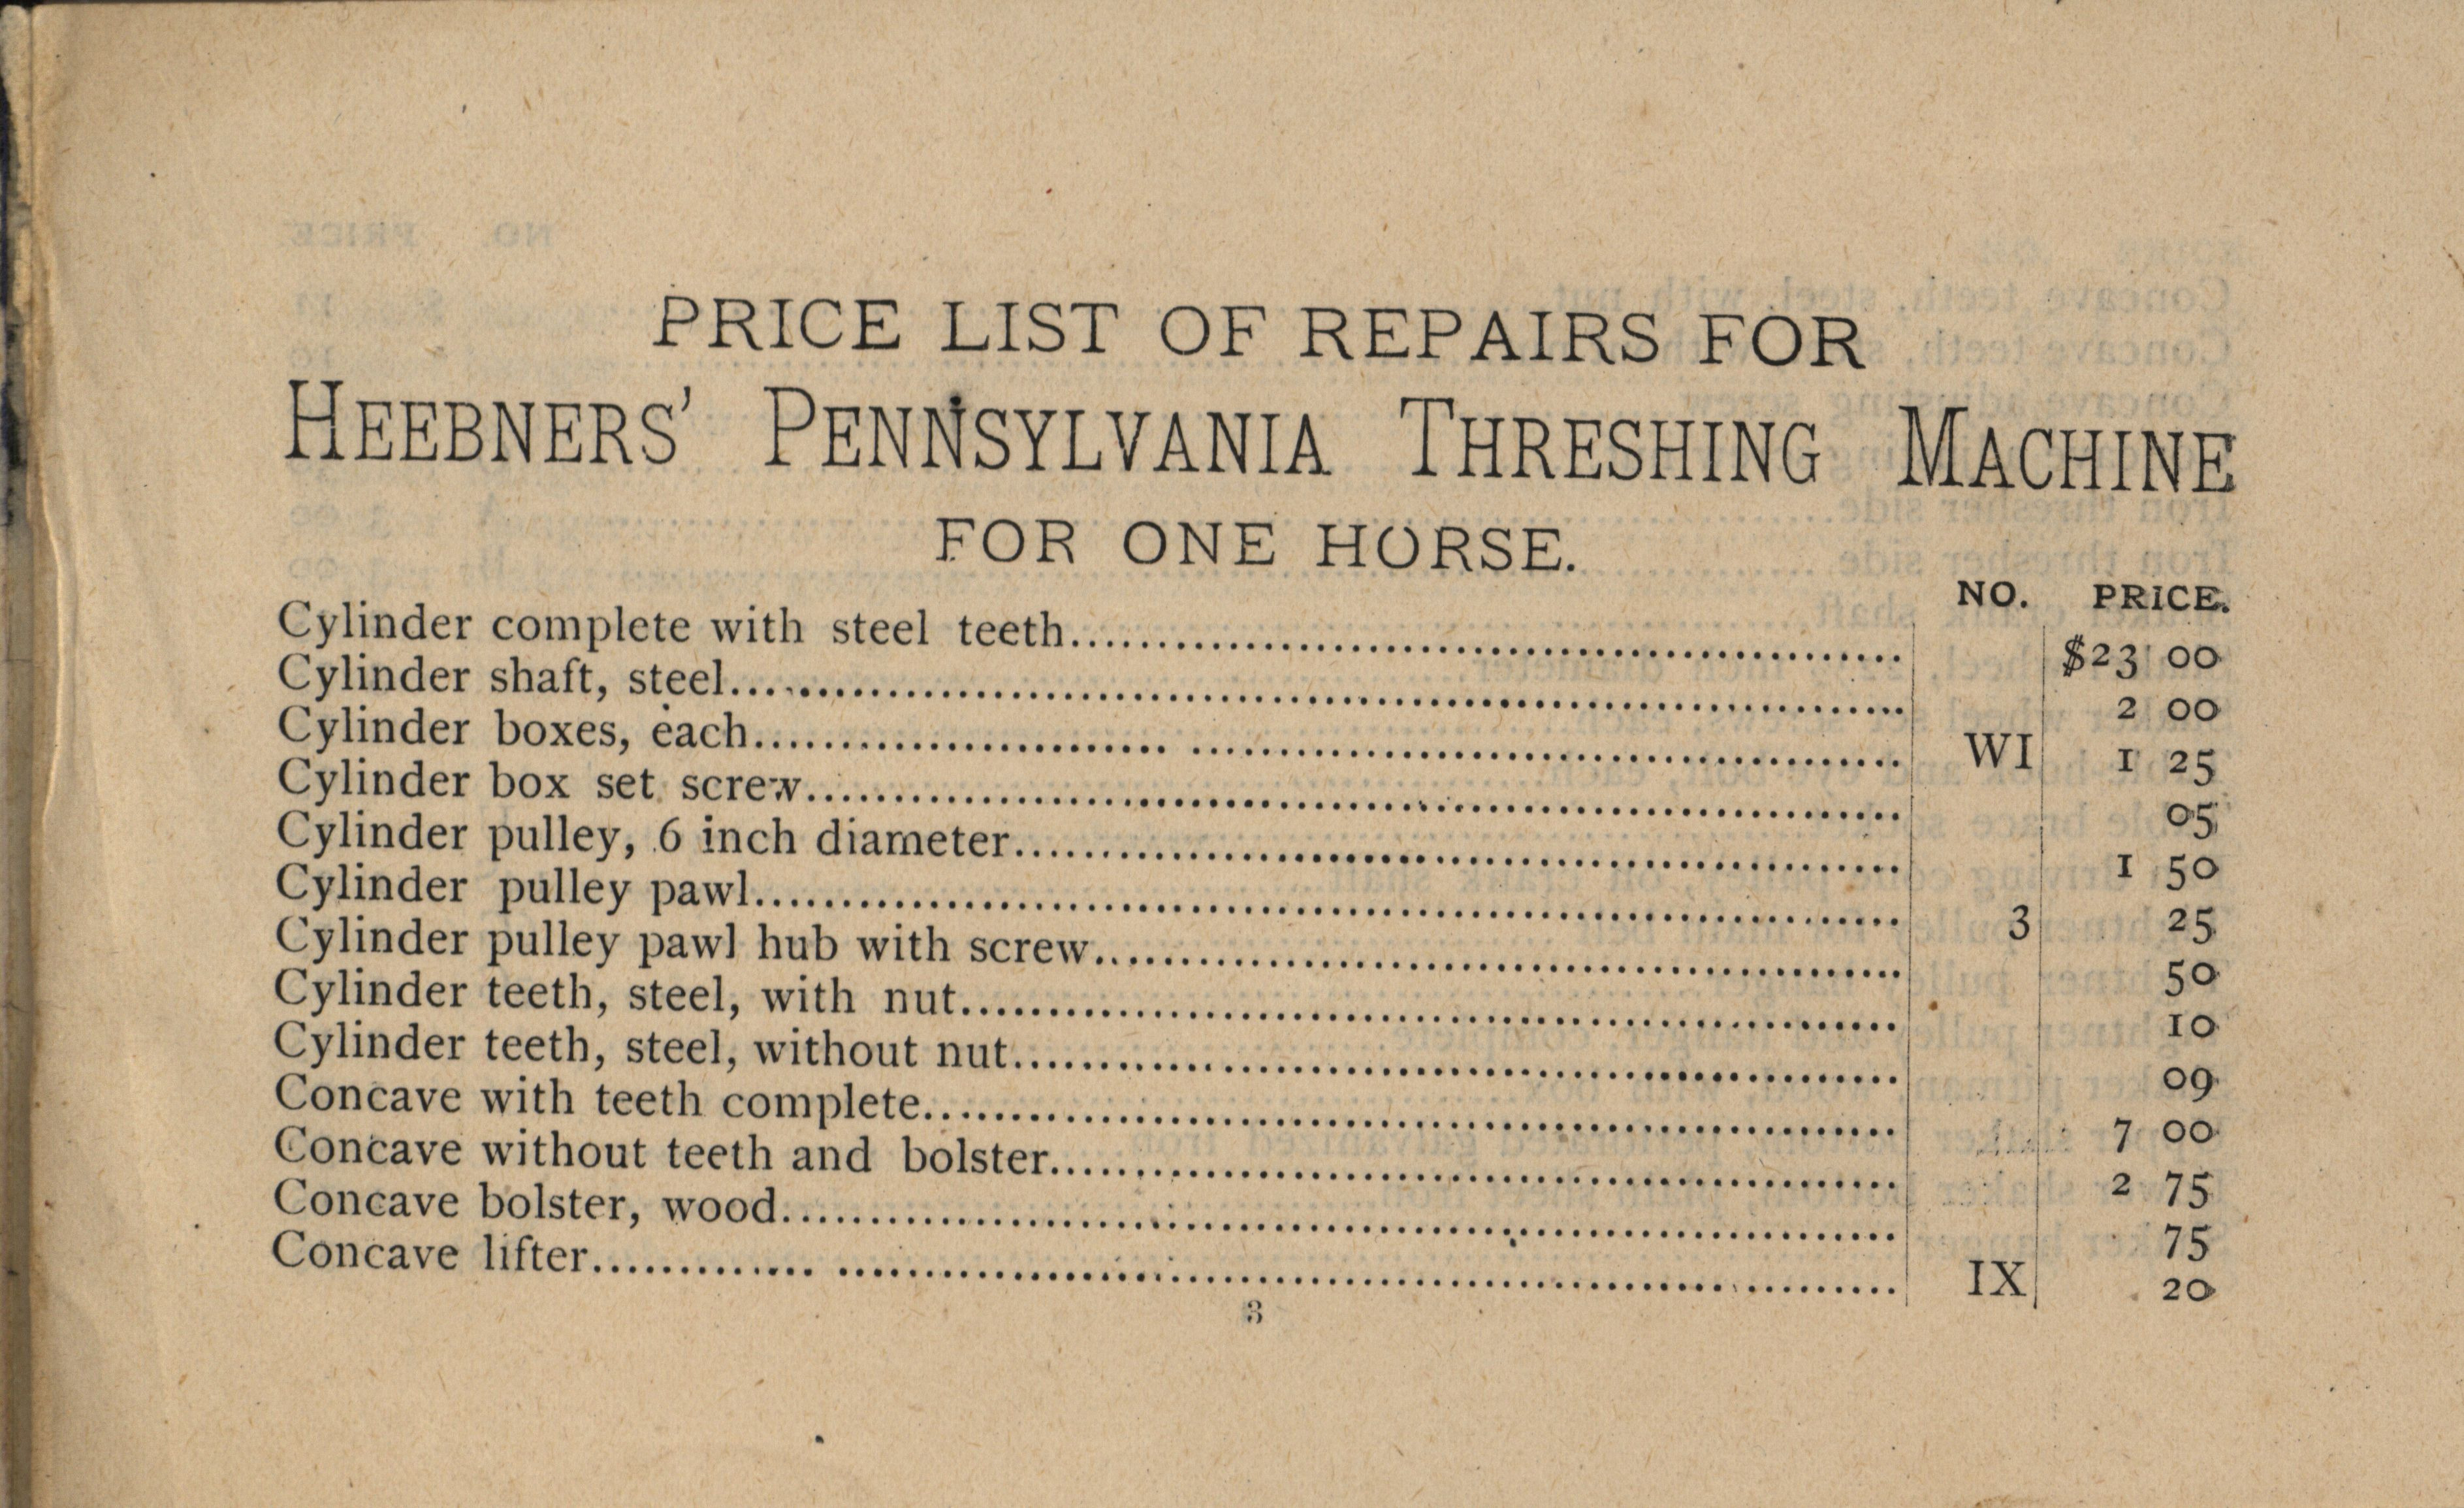 PRICE LIST OF REPAIRS FOR
HEEBNERS' PENNSYLVANIA THRESHING MACHINE
FOR ONE HORSE.
NO. PRICE.
Cylinder complete with steel teeth........ $23 00
Cylinder shaft, steel........ 2 00
Cylinder boxes, each........ WI 1 25
Cylinder box set screw........ 05
Cylinder pulley, 6 inch diameter........ 1 50
Cylinder pulley pawl........ 3 25
Cylinder pulley pawl hub with screw........ 50
Cylinder teeth, steel, with nut........ 10
Cylinder teeth, steel, without nut........ 09
Concave with teeth complete........ 7 00
Concave without teeth and bolster........ 2 75
Concave bolster, wood........ 75
Concave lifter........ IX 20
3